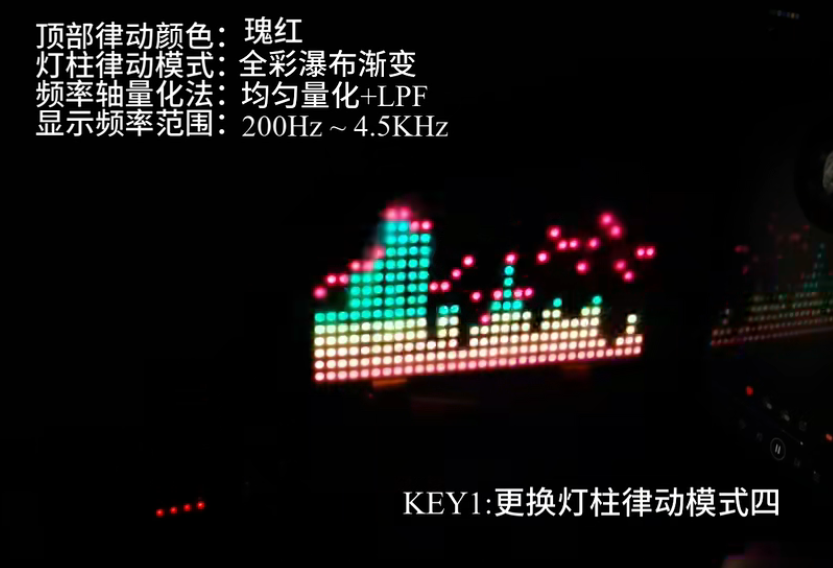 顶部律动颜色：瑰红
灯柱律动模式：全彩瀑布渐变
频率轴量化法：均匀量化+LPF
显示频率范围：200Hz ~ 4.5KHz
KEY1:更换灯柱律动模式四